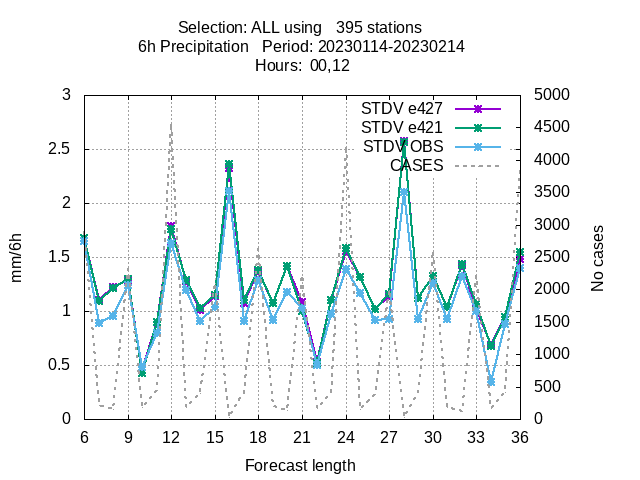 Selection: ALL using   395 stations
6h Precipitation   Period: 20230114-20230214
Hours:  00,12
STDV e427
STDV e421
STDV OBS
CASES
3
2.5
2
1.5
1
0.5
0
5000
4500
4000
3500
3000
2500
2000
1500
1000
500
0
mm/6h
No cases
6 9 12 15 18 21 24 27 30 33 36
Forecast length